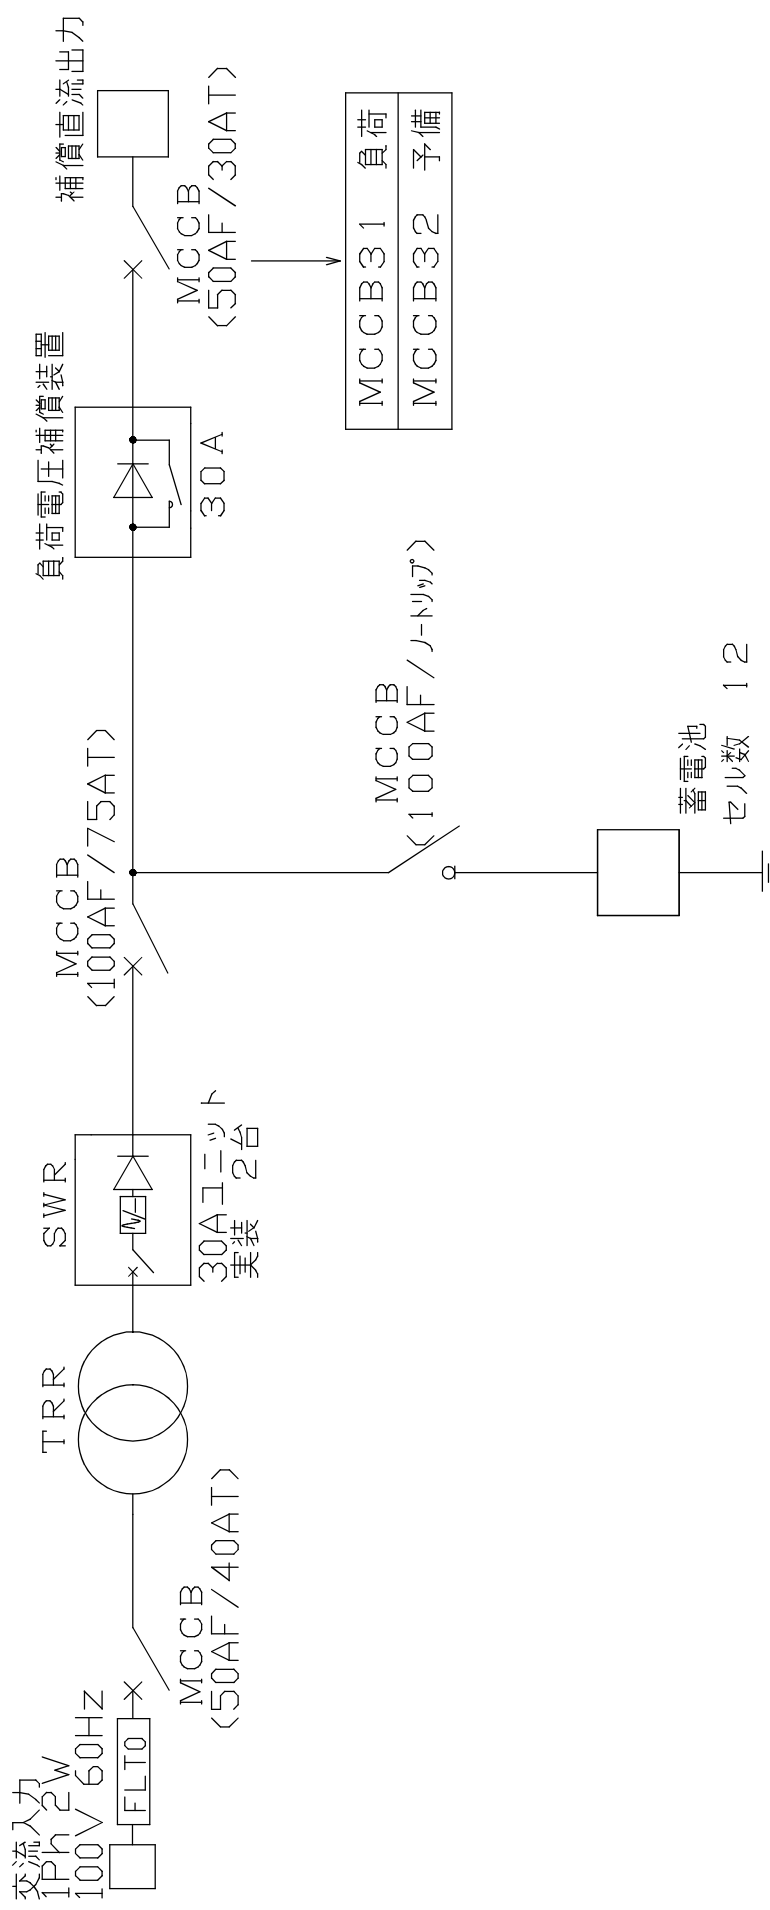 交流入力
1Ph 2W
100V 60Hz
FLT0
MCCB
(50AF/40AT)
TRR
SWR
30Aユニット
実装 2台
MCCB
(100AF/75AT)
MCCB
(100AF/ノートリップ)
蓄電池
セル数 12
負荷電圧補償装置
30A
MCCB
(50AF/30AT)
補償直流出力
MCCB31 負荷
MCCB32 予備